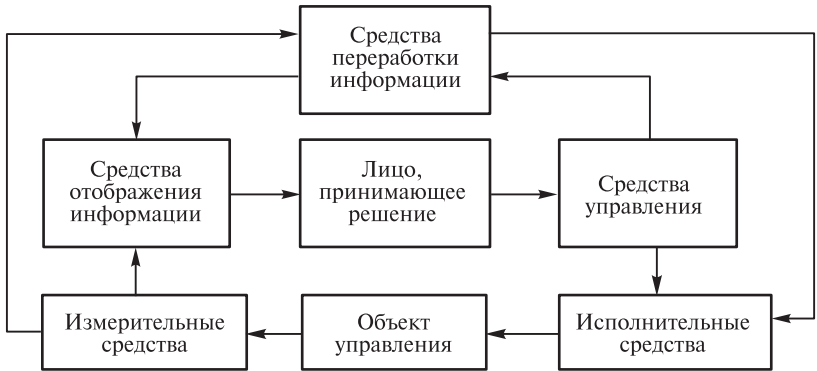 Средства
переработки
информации
Средства
отображения
информации
Лицо,
принимающее
решение
Средства
управления
Измерительные
средства
Объект
управления
Исполнительные
средства